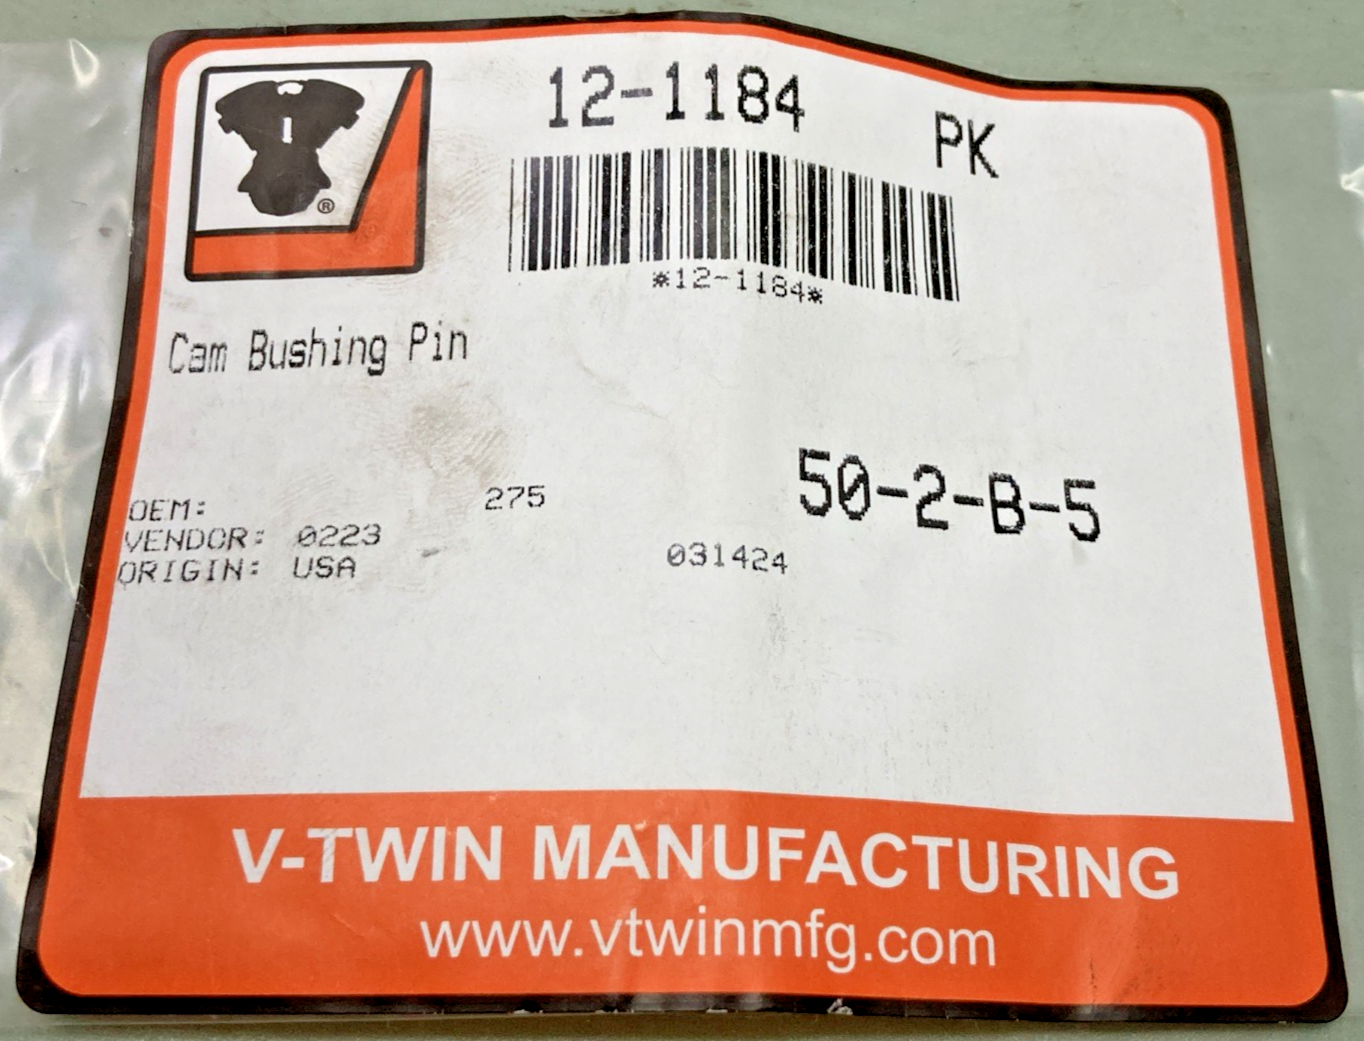 12-1184
PK
*12-1184*
®
Cam Bushing Pin
OEM: 275
VENDOR: 0223
ORIGIN: USA
031424
50-2-B-5
V-TWIN MANUFACTURING
www.vtwinmfg.com